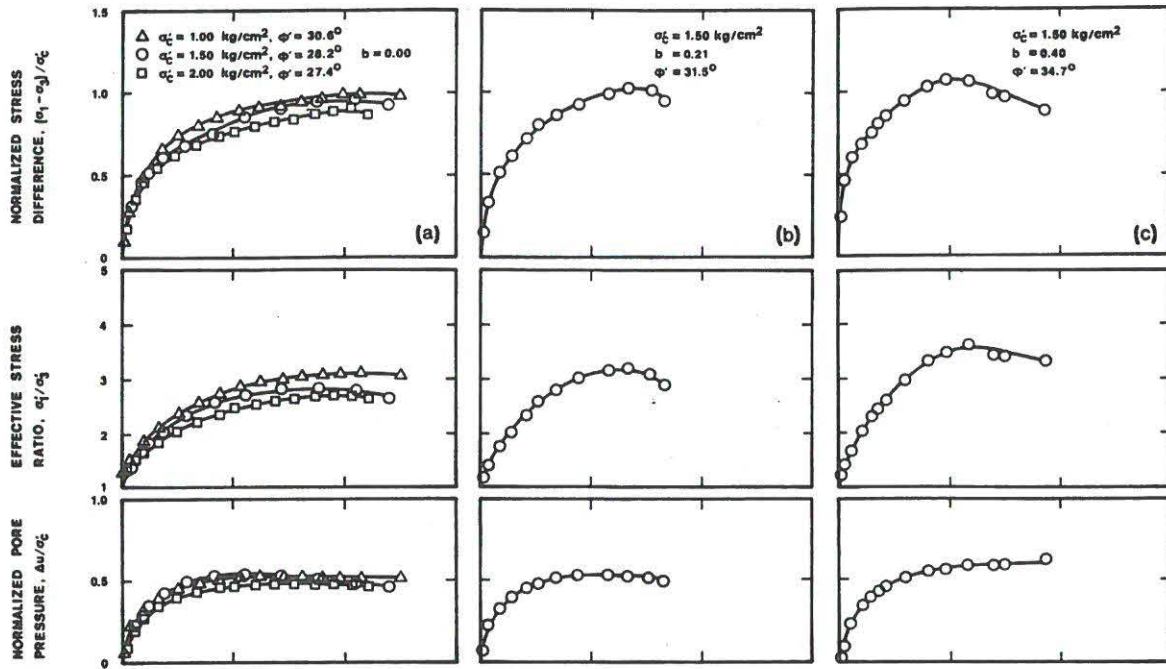 NORMALIZED STRESS
DIFFERENCE, (σ₁-σ₃)/σ'c
1.5
1.0
0.5
0
△ σ'c = 1.00 kg/cm², Φ' = 30.6°
○ σ'c = 1.50 kg/cm², Φ' = 28.2° b = 0.00
□ σ'c = 2.00 kg/cm², Φ' = 27.4°
(a)
σ'c = 1.50 kg/cm²
b = 0.21
Φ' = 31.5°
(b)
σ'c = 1.50 kg/cm²
b = 0.40
Φ' = 34.7°
(c)
EFFECTIVE STRESS
RATIO, σ'₁/σ'₃
5
4
3
2
1
NORMALIZED PORE
PRESSURE, Δu/σ'c
1.0
0.5
0